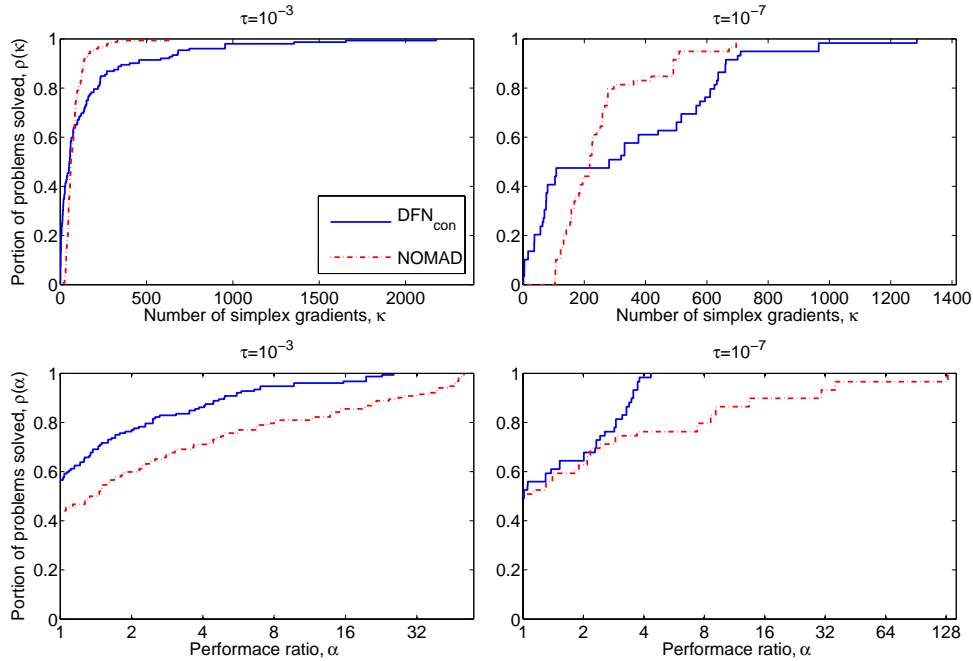 τ=10⁻³
Portion of problems solved, ρ(κ)
1
0.8
0.6
0.4
0.2
0
0 500 1000 1500 2000
Number of simplex gradients, κ
DFN_con
NOMAD
τ=10⁻⁷
1
0.8
0.6
0.4
0.2
0
0 200 400 600 800 1000 1200 1400
Number of simplex gradients, κ
τ=10⁻³
Portion of problems solved, ρ(α)
1
0.8
0.6
0.4
0.2
0
1 2 4 8 16 32
Performace ratio, α
τ=10⁻⁷
1
0.8
0.6
0.4
0.2
0
1 2 4 8 16 32 64 128
Performace ratio, α